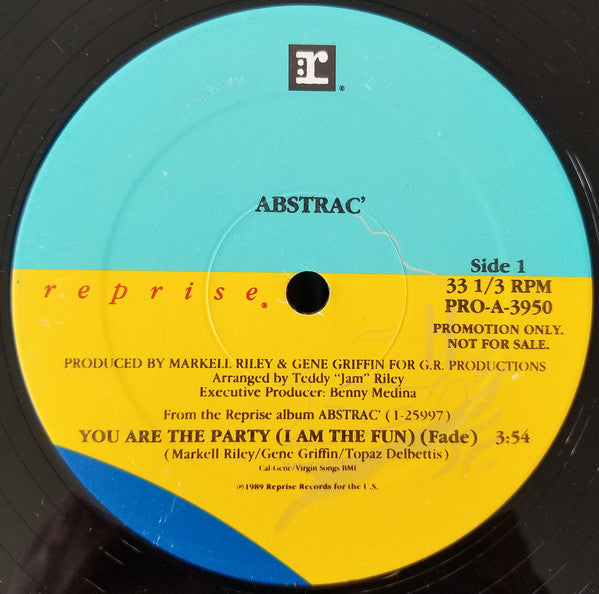 r®
ABSTRAC'
Side 1
reprise®
33 1/3 RPM
PRO-A-3950
PROMOTION ONLY.
NOT FOR SALE.
PRODUCED BY MARKELL RILEY & GENE GRIFFIN FOR G.R. PRODUCTIONS
Arranged by Teddy "Jam" Riley
Executive Producer: Benny Medina
From the Reprise album ABSTRAC' (1-25997)
YOU ARE THE PARTY (I AM THE FUN) (Fade) 3:54
(Markell Riley/Gene Griffin/Topaz Delbettis)
Cal-Gene/Virgin Songs BMI
℗1989 Reprise Records for the U.S.